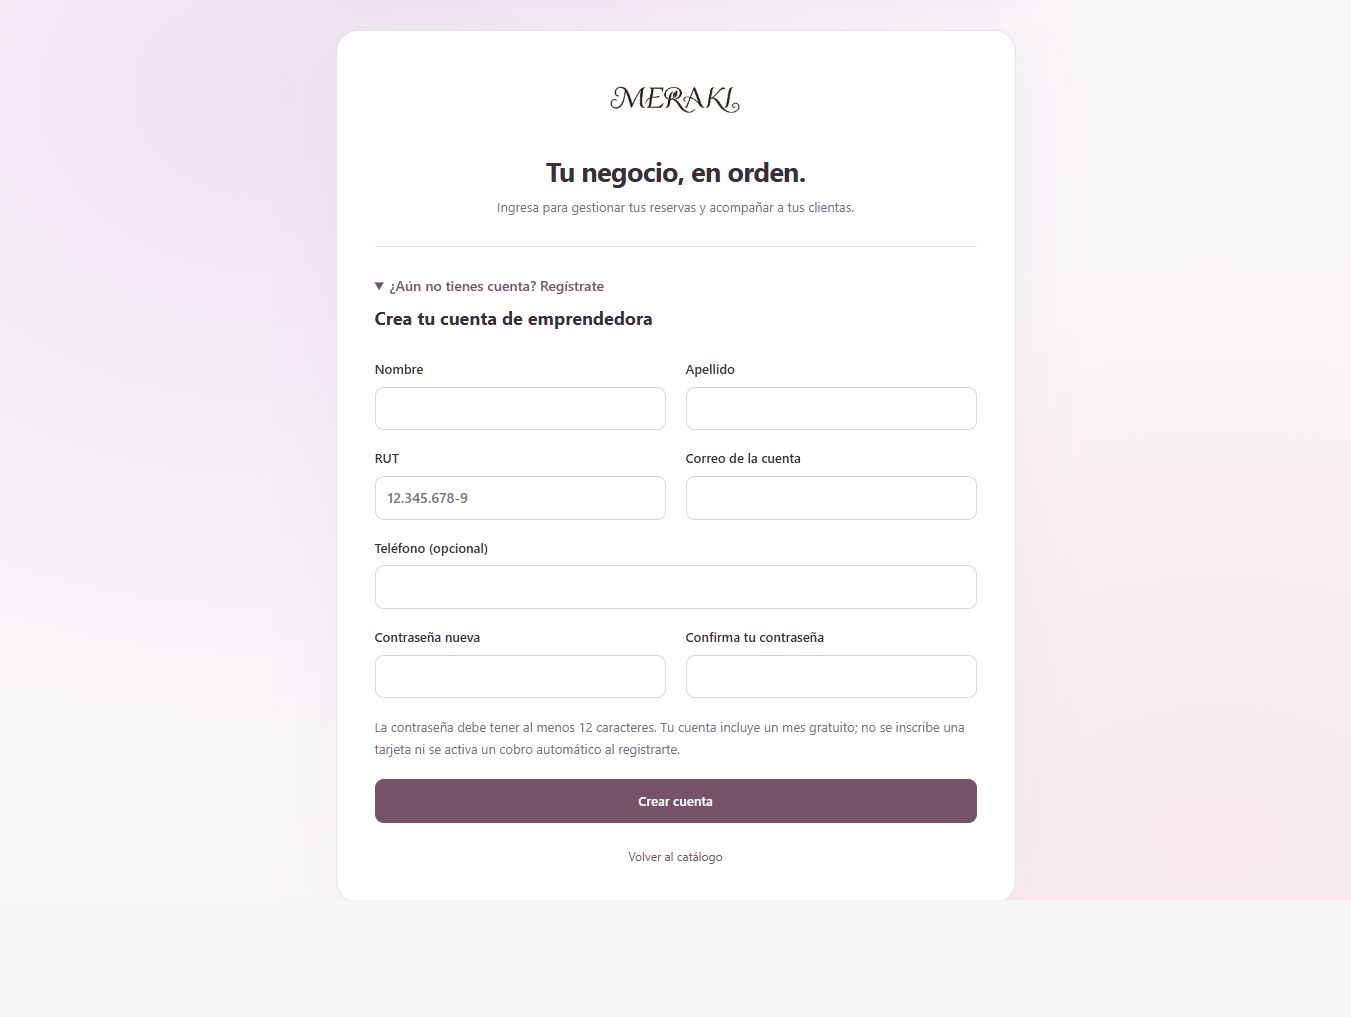 MERAKI
Tu negocio, en orden.
Ingresa para gestionar tus reservas y acompañar a tus clientas.
▼ ¿Aún no tienes cuenta? Regístrate
Crea tu cuenta de emprendedora
Nombre
Apellido
RUT
Correo de la cuenta
12.345.678-9
Teléfono (opcional)
Contraseña nueva
Confirma tu contraseña
La contraseña debe tener al menos 12 caracteres. Tu cuenta incluye un mes gratuito; no se inscribe una
tarjeta ni se activa un cobro automático al registrarte.
Crear cuenta
Volver al catálogo